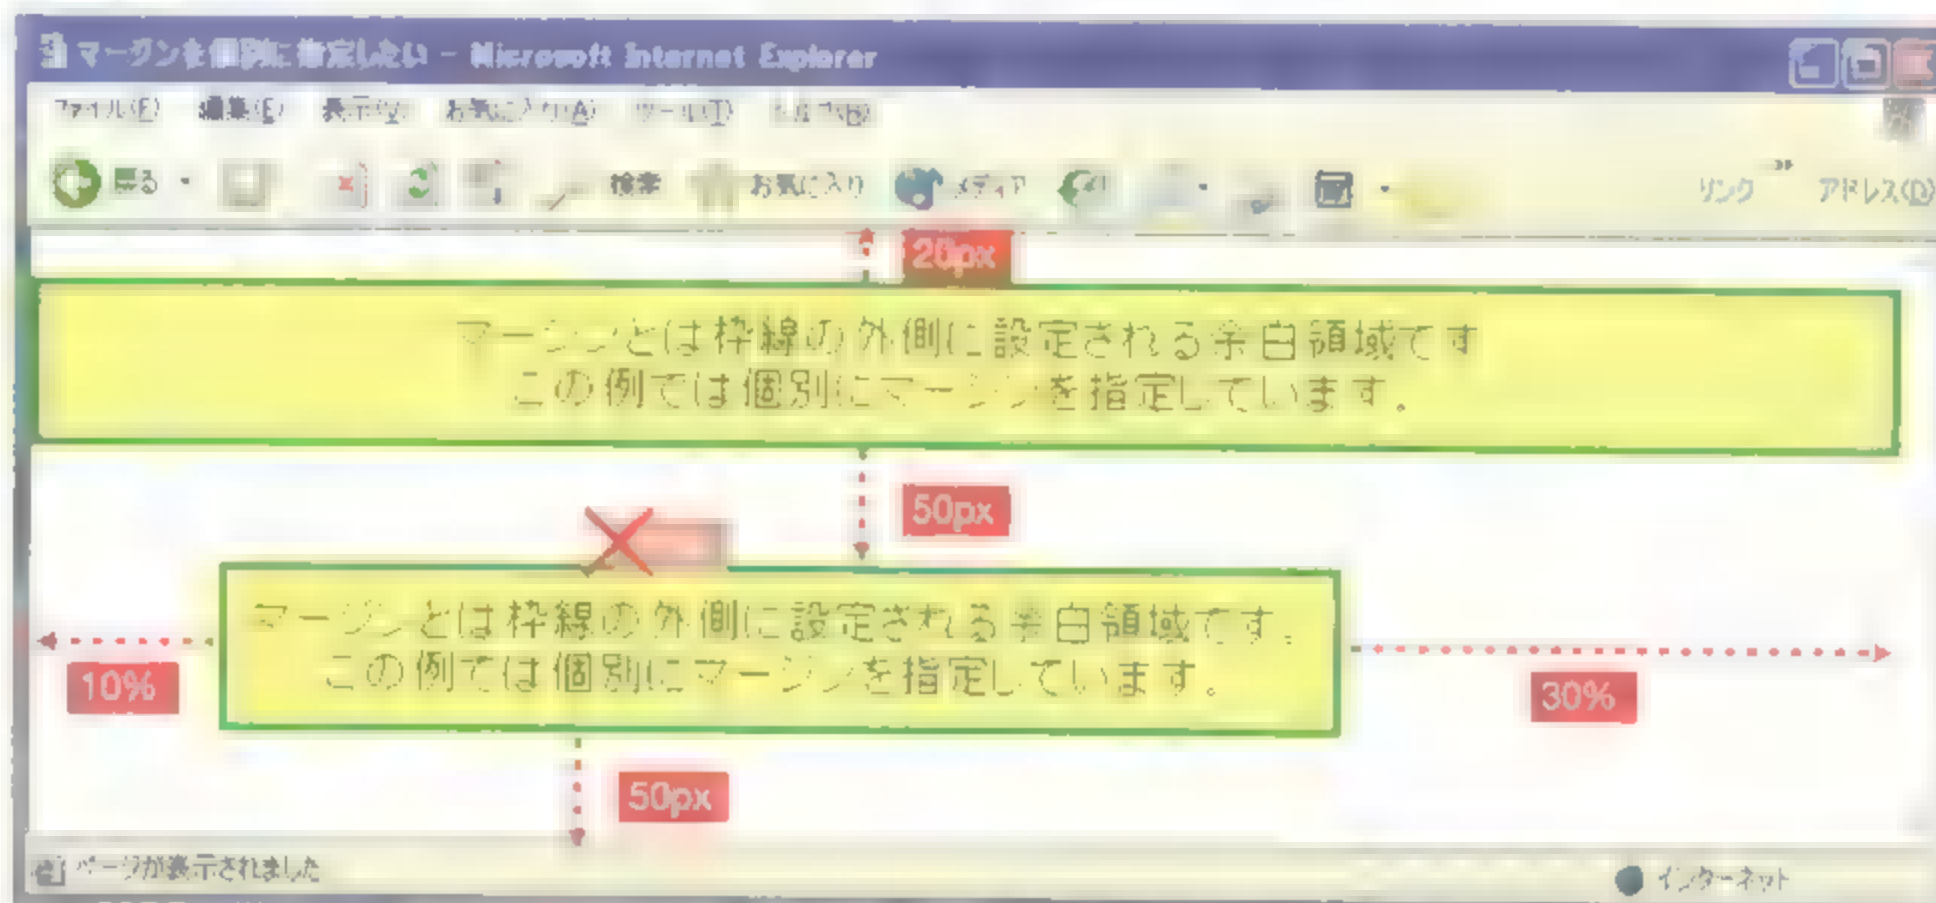 マージンを個別に指定したい - Microsoft Internet Explorer
ファイル(F) 編集(E) 表示(V) お気に入り(A) ツール(T) ヘルプ(H)
戻る 検索 お気に入り メディア リンク アドレス(D)
20px
マージンとは枠線の外側に設定される余白領域です
この例では個別にマージンを指定しています。
50px
マージンとは枠線の外側に設定される余白領域です。
この例では個別にマージンを指定しています。
10%
30%
50px
ページが表示されました
インターネット